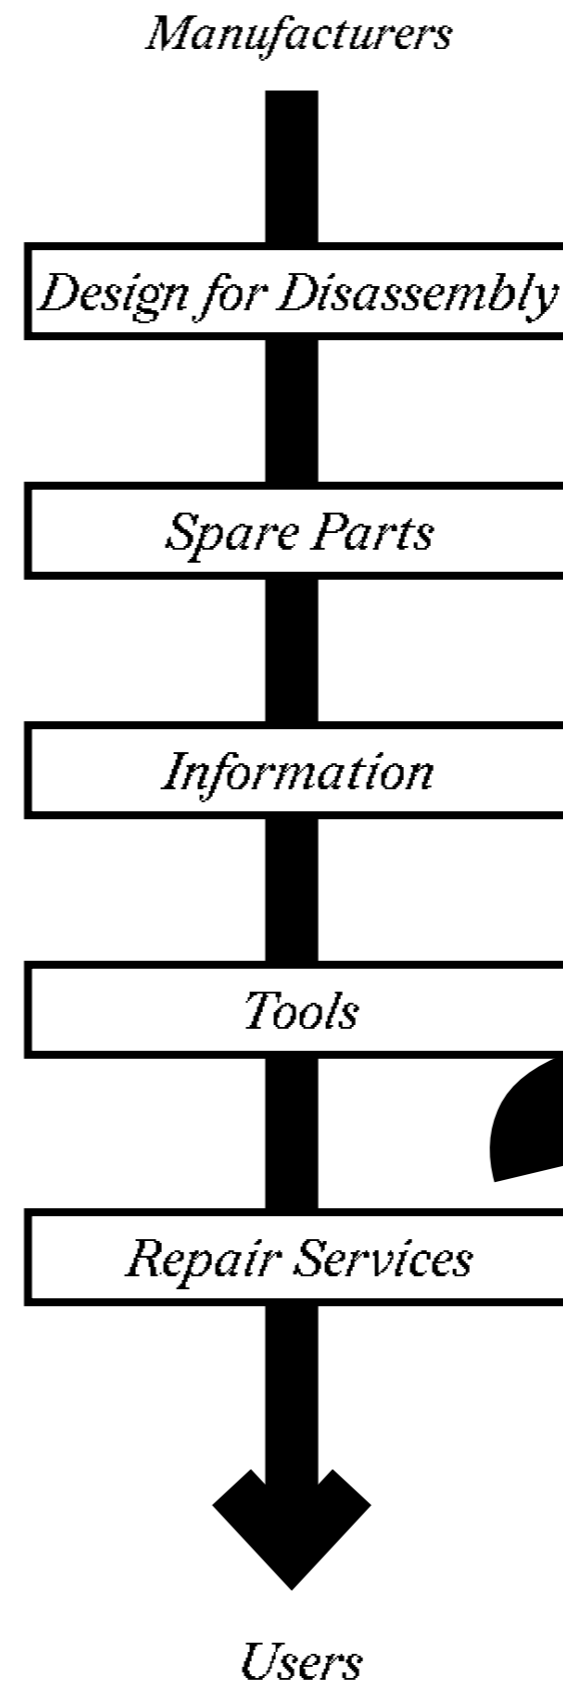 Manufacturers
Design for Disassembly
Spare Parts
Information
Tools
Repair Services
Users